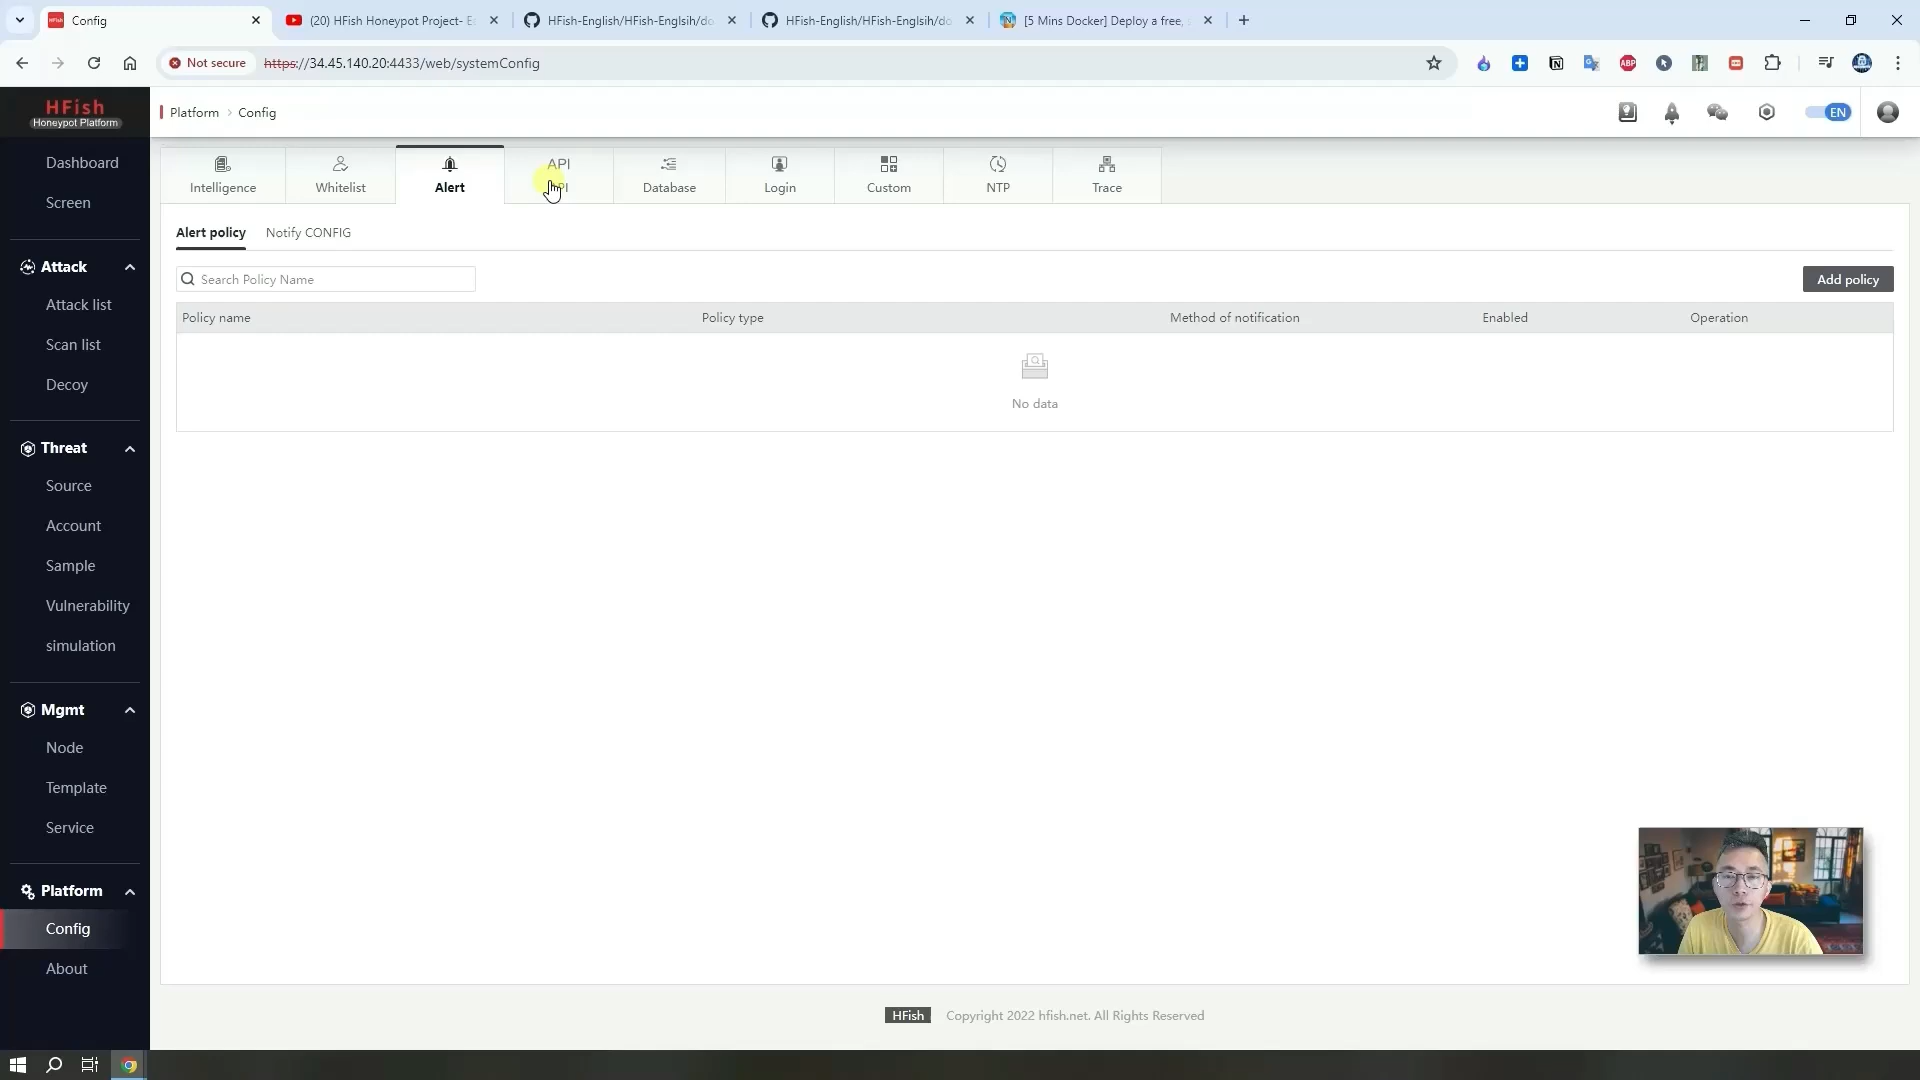 Config
(20) HFish Honeypot Project- E
HFish-English/HFish-Englsih/do
HFish-English/HFish-Englsih/do
[5 Mins Docker] Deploy a free,
Not secure
https://34.45.140.20:4433/web/systemConfig
ABP
HFish
Honeypot Platform
Platform > Config
EN
Dashboard
Screen
Attack
Attack list
Scan list
Decoy
Threat
Source
Account
Sample
Vulnerability
simulation
Mgmt
Node
Template
Service
Platform
Config
About
Intelligence
Whitelist
Alert
API
Database
Login
Custom
NTP
Trace
Alert policy
Notify CONFIG
Search Policy Name
Add policy
Policy name
Policy type
Method of notification
Enabled
Operation
No data
HFish
Copyright 2022 hfish.net. All Rights Reserved